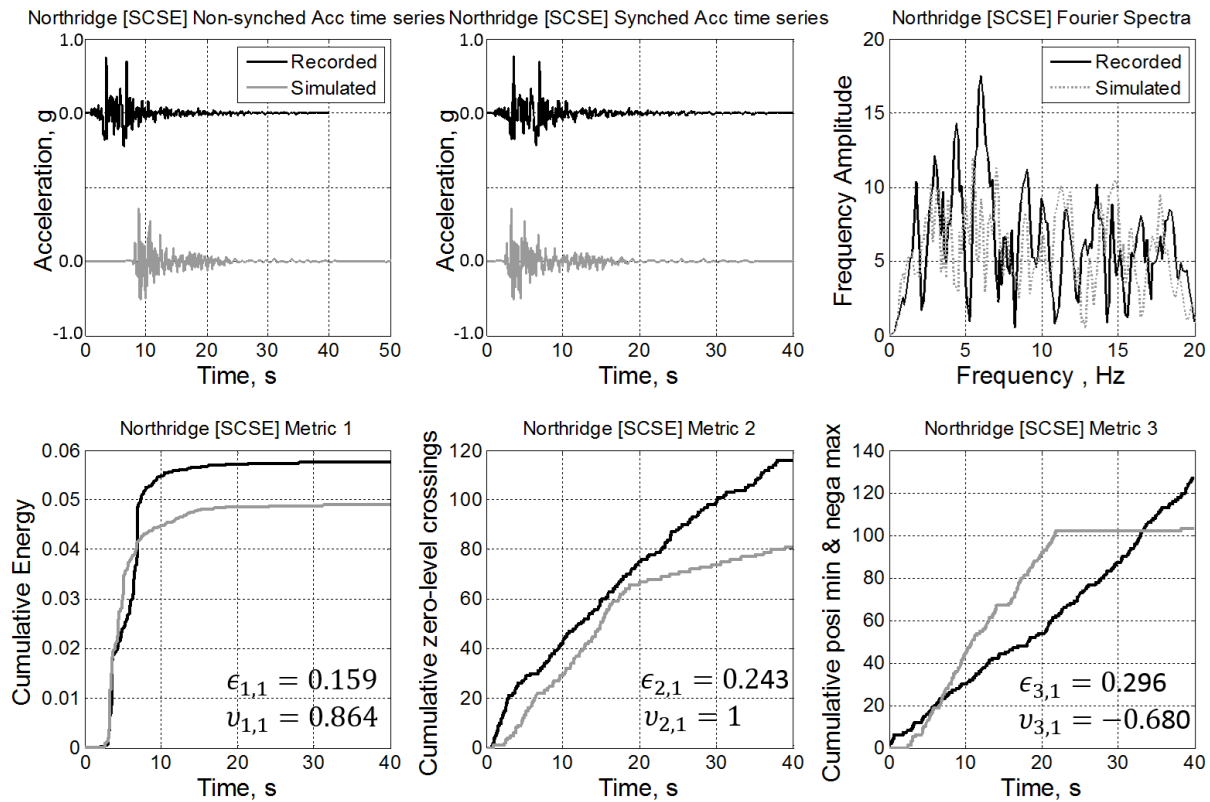 Northridge [SCSE] Non-synched Acc time series
1.0
0.0
0.0
-1.0
Acceleration, g
Recorded
Simulated
0 10 20 30 40 50
Time, s
Northridge [SCSE] Synched Acc time series
1.0
0.0
0.0
-1.0
Acceleration, g
0 10 20 30 40
Time, s
Northridge [SCSE] Fourier Spectra
20
15
10
5
0
Frequency Amplitude
Recorded
Simulated
0 5 10 15 20
Frequency , Hz
Northridge [SCSE] Metric 1
0.06
0.05
0.04
0.03
0.02
0.01
0
Cumulative Energy
ϵ1,1 = 0.159
υ1,1 = 0.864
0 10 20 30 40
Time, s
Northridge [SCSE] Metric 2
120
100
80
60
40
20
0
Cumulative zero-level crossings
ϵ2,1 = 0.243
υ2,1 = 1
0 10 20 30 40
Time, s
Northridge [SCSE] Metric 3
140
120
100
80
60
40
20
0
Cumulative posi min & nega max
ϵ3,1 = 0.296
υ3,1 = −0.680
0 10 20 30 40
Time, s